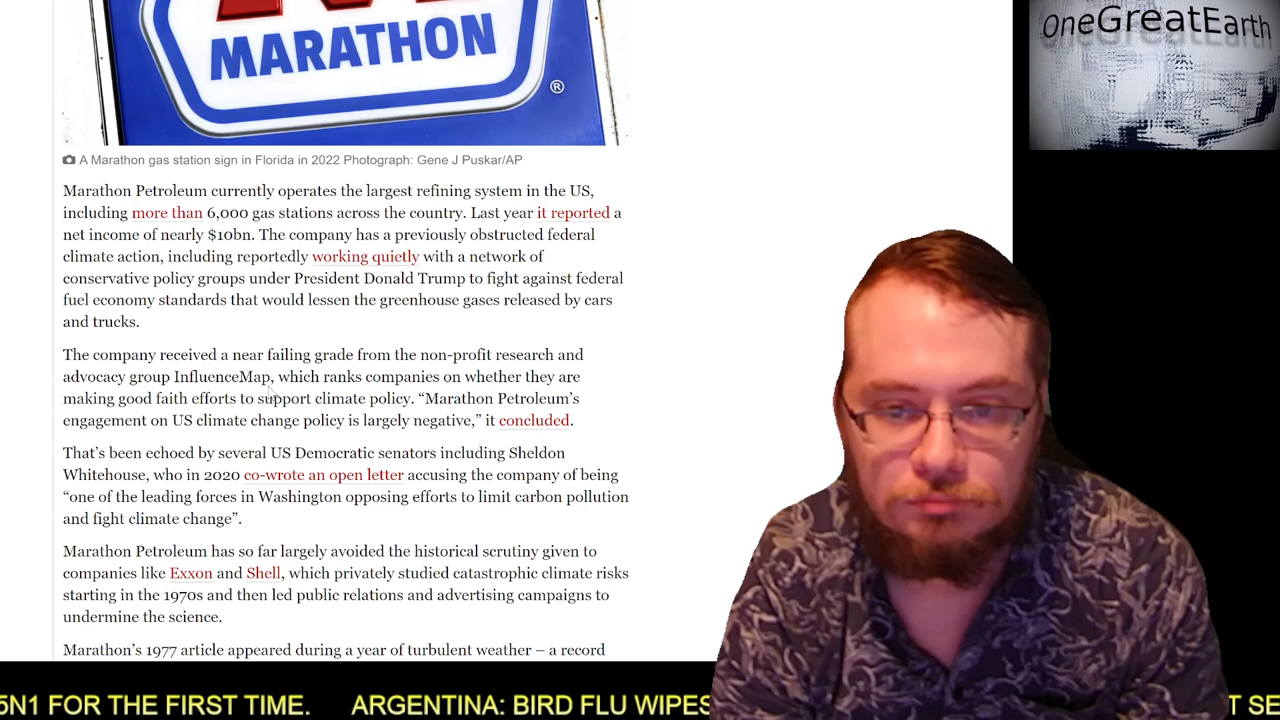 OneGreatEarth
MARATHON
®
A Marathon gas station sign in Florida in 2022 Photograph: Gene J Puskar/AP
Marathon Petroleum currently operates the largest refining system in the US,
including more than 6,000 gas stations across the country. Last year it reported a
net income of nearly $10bn. The company has a previously obstructed federal
climate action, including reportedly working quietly with a network of
conservative policy groups under President Donald Trump to fight against federal
fuel economy standards that would lessen the greenhouse gases released by cars
and trucks.
The company received a near failing grade from the non-profit research and
advocacy group InfluenceMap, which ranks companies on whether they are
making good faith efforts to support climate policy. “Marathon Petroleum’s
engagement on US climate change policy is largely negative,” it concluded.
That’s been echoed by several US Democratic senators including Sheldon
Whitehouse, who in 2020 co-wrote an open letter accusing the company of being
“one of the leading forces in Washington opposing efforts to limit carbon pollution
and fight climate change”.
Marathon Petroleum has so far largely avoided the historical scrutiny given to
companies like Exxon and Shell, which privately studied catastrophic climate risks
starting in the 1970s and then led public relations and advertising campaigns to
undermine the science.
Marathon’s 1977 article appeared during a year of turbulent weather – a record
5N1 FOR THE FIRST TIME. ARGENTINA: BIRD FLU WIPES T SE